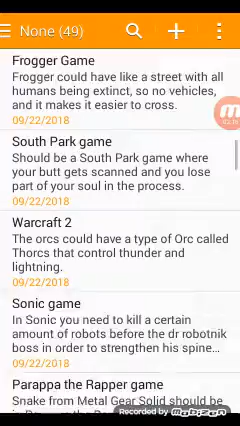 None (49)
Frogger Game
Frogger could have like a street with all
humans being extinct, so no vehicles,
and it makes it easier to cross.
09/22/2018
South Park game
Should be a South Park game where
your butt gets scanned and you lose
part of your soul in the process.
09/22/2018
Warcraft 2
The orcs could have a type of Orc called
Thorcs that control thunder and
lightning.
09/22/2018
Sonic game
In Sonic you need to kill a certain
amount of robots before the dr robotnik
boss in order to strengthen his spine...
09/22/2018
Parappa the Rapper game
Snake from Metal Gear Solid should be
Recorded by Mobizen